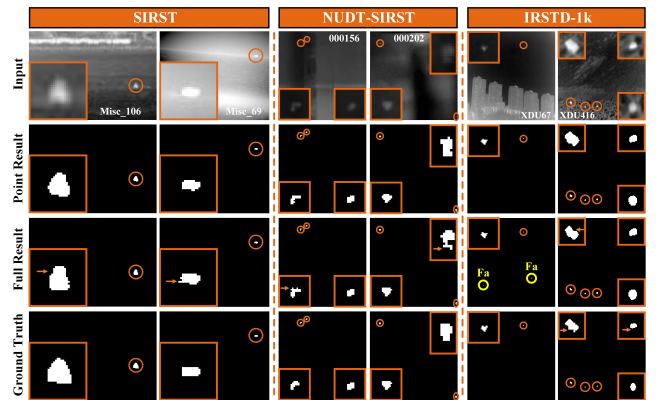 SIRST
NUDT-SIRST
IRSTD-1k
Input
Misc_106
Misc_69
000156
000202
XDU67
XDU416
Point Result
Full Result
Fa
Fa
Ground Truth